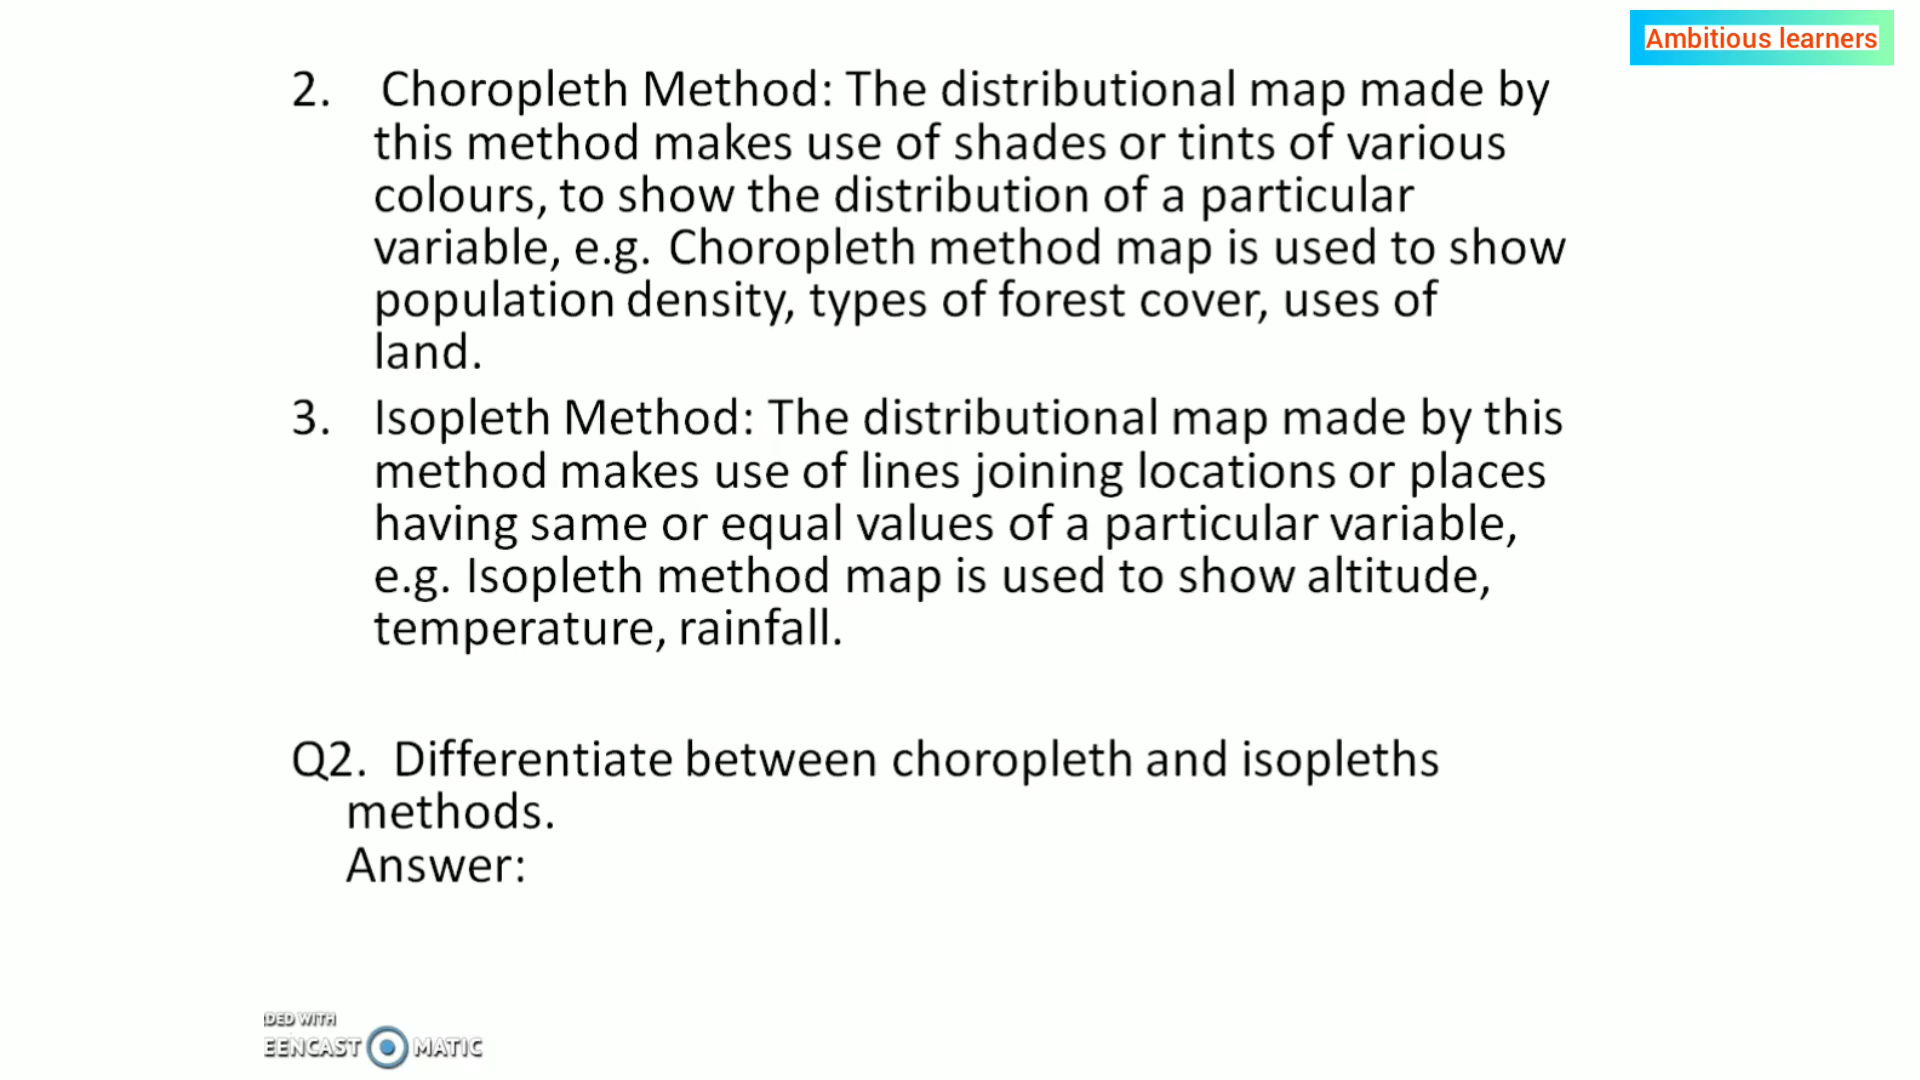 Ambitious learners
2. Choropleth Method: The distributional map made by
this method makes use of shades or tints of various
colours, to show the distribution of a particular
variable, e.g. Choropleth method map is used to show
population density, types of forest cover, uses of
land.
3. Isopleth Method: The distributional map made by this
method makes use of lines joining locations or places
having same or equal values of a particular variable,
e.g. Isopleth method map is used to show altitude,
temperature, rainfall.
Q2. Differentiate between choropleth and isopleths
methods.
Answer:
DED WITH
EENCAST MATIC